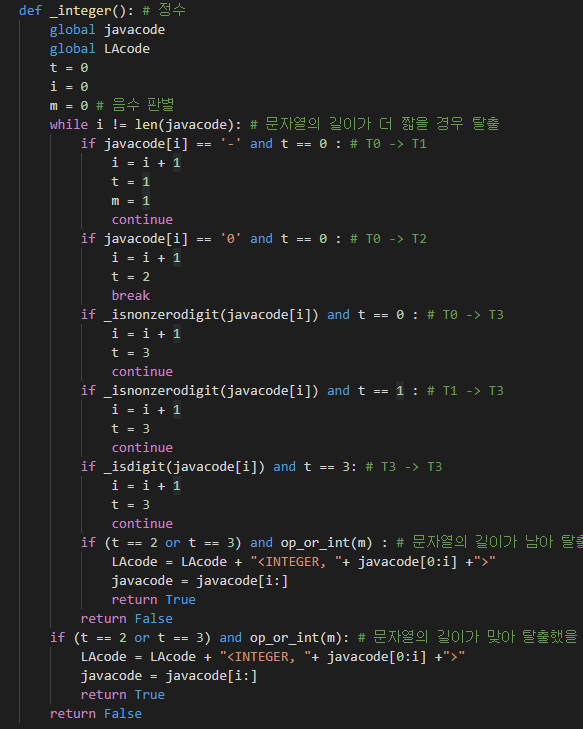 def _integer(): # 정수
    global javacode
    global LAcode
    t = 0
    i = 0
    m = 0 # 음수 판별
    while i != len(javacode): # 문자열의 길이가 더 짧을 경우 탈출
        if javacode[i] == '-' and t == 0 : # T0 -> T1
            i = i + 1
            t = 1
            m = 1
            continue
        if javacode[i] == '0' and t == 0 : # T0 -> T2
            i = i + 1
            t = 2
            break
        if _isnonzerodigit(javacode[i]) and t == 0 : # T0 -> T3
            i = i + 1
            t = 3
            continue
        if _isnonzerodigit(javacode[i]) and t == 1 : # T1 -> T3
            i = i + 1
            t = 3
            continue
        if _isdigit(javacode[i]) and t == 3: # T3 -> T3
            i = i + 1
            t = 3
            continue
        if (t == 2 or t == 3) and op_or_int(m) : # 문자열의 길이가 남아 탈출
            LAcode = LAcode + "<INTEGER, "+ javacode[0:i] +">"
            javacode = javacode[i:]
            return True
        return False
    if (t == 2 or t == 3) and op_or_int(m): # 문자열의 길이가 맞아 탈출했을
        LAcode = LAcode + "<INTEGER, "+ javacode[0:i] +">"
        javacode = javacode[i:]
        return True
    return False